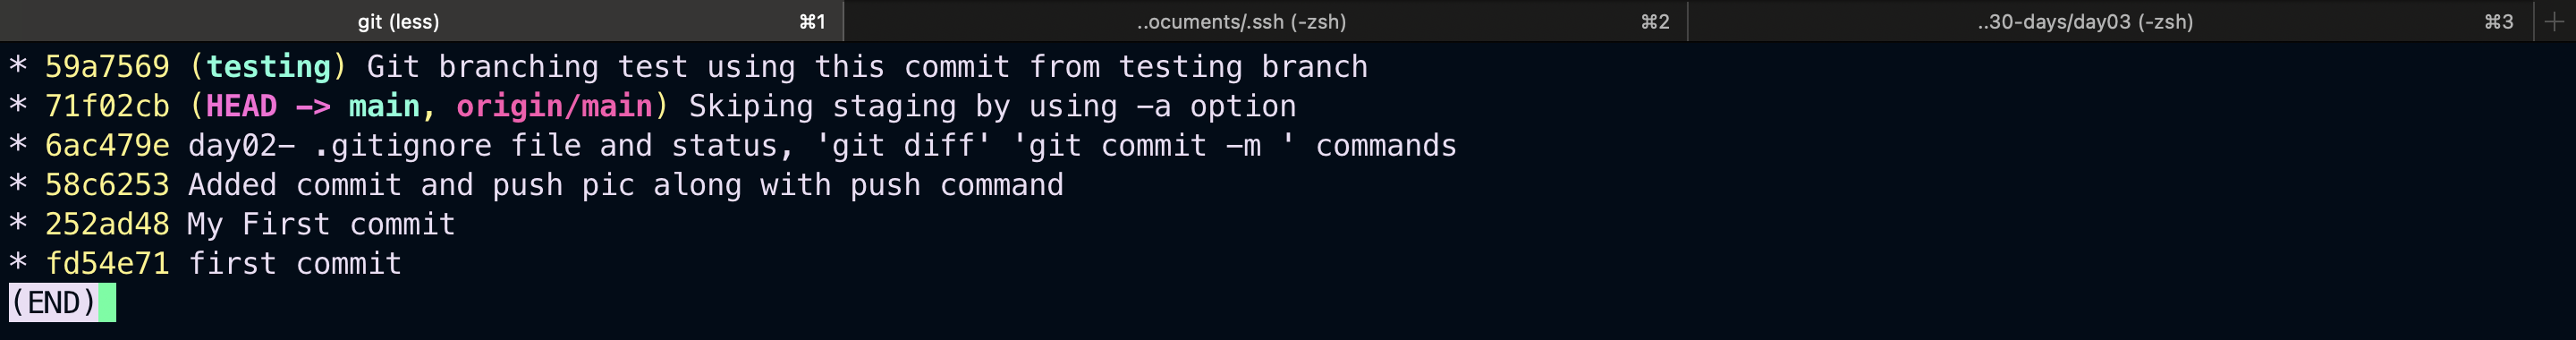 git (less) ⌘1 ..ocuments/.ssh (-zsh) ⌘2 ..30-days/day03 (-zsh) ⌘3 +
* 59a7569 (testing) Git branching test using this commit from testing branch
* 71f02cb (HEAD -> main, origin/main) Skiping staging by using -a option
* 6ac479e day02- .gitignore file and status, 'git diff' 'git commit -m ' commands
* 58c6253 Added commit and push pic along with push command
* 252ad48 My First commit
* fd54e71 first commit
(END)